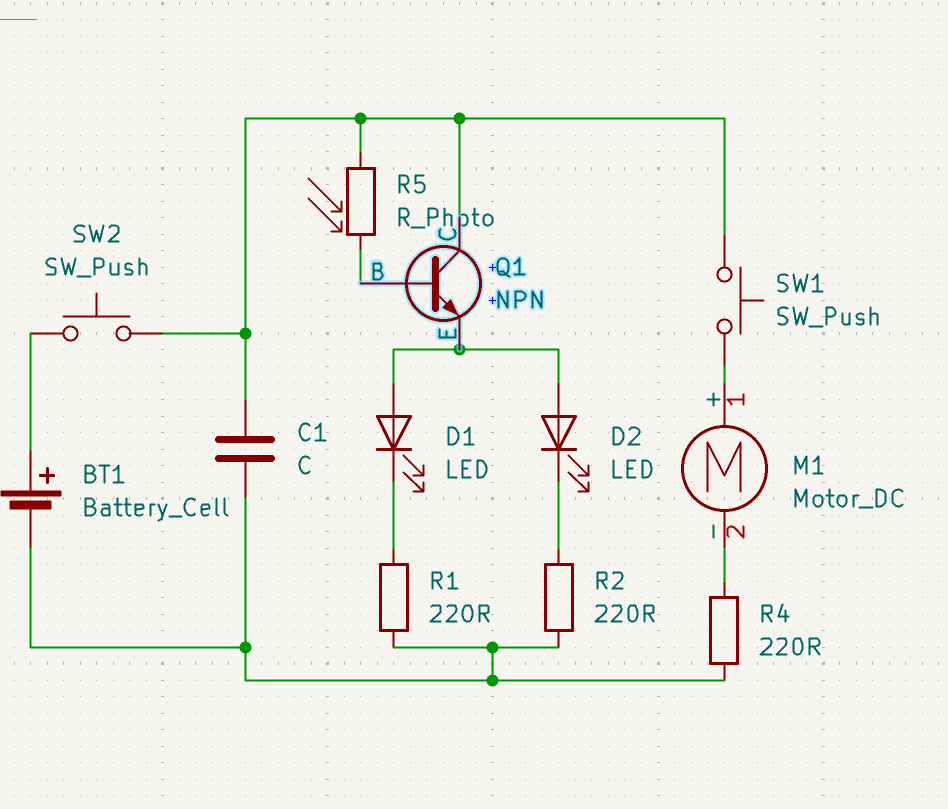 R5
R_Photo
C
SW2
SW_Push
B
Q1
NPN
SW1
SW_Push
E
+
1
C1
C
D1
LED
D2
LED
M
M1
Motor_DC
+
BT1
Battery_Cell
-
2
R1
220R
R2
220R
R4
220R